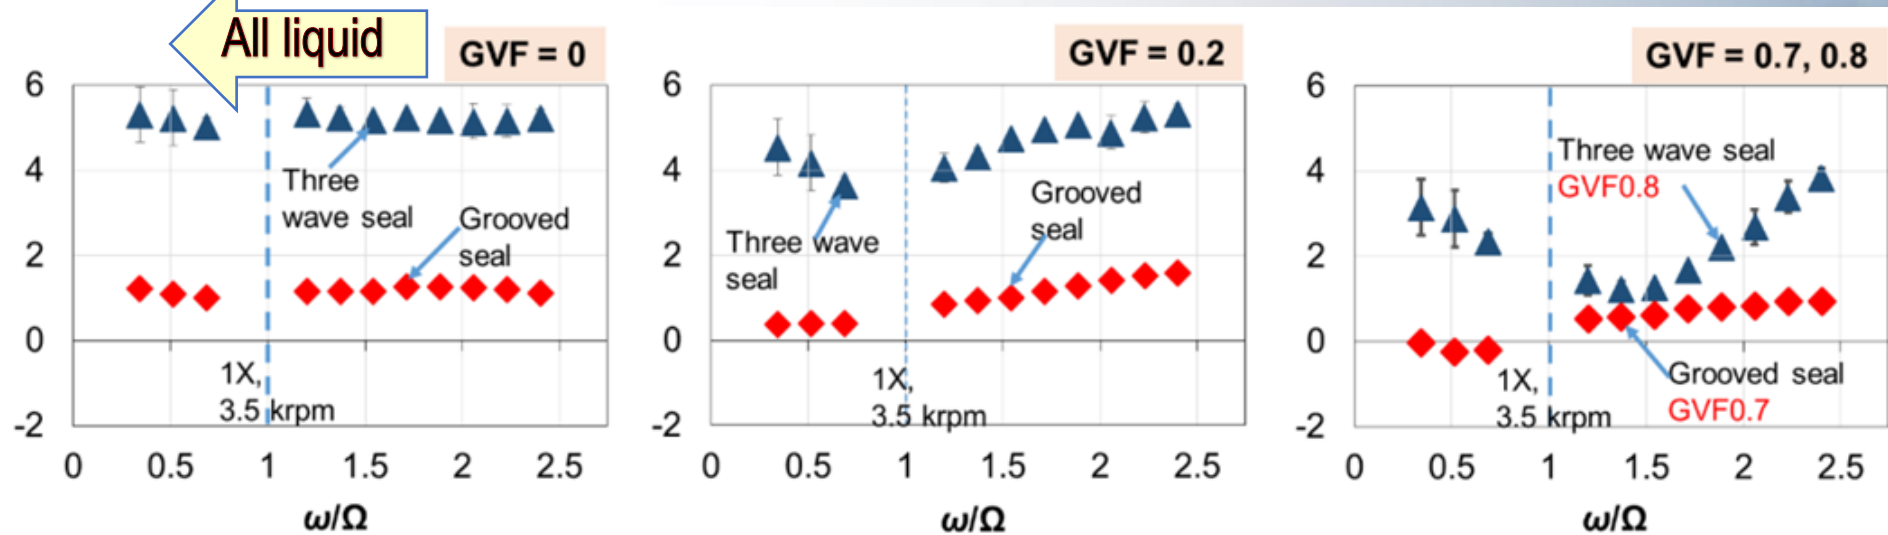 All liquid
GVF = 0
6
4
2
0
-2
Three
wave seal
Grooved
seal
1X,
3.5 krpm
0 0.5 1 1.5 2 2.5
ω/Ω
GVF = 0.2
6
4
2
0
-2
Three wave
seal
Grooved
seal
1X,
3.5 krpm
0 0.5 1 1.5 2 2.5
ω/Ω
GVF = 0.7, 0.8
6
4
2
0
-2
Three wave seal
GVF0.8
Grooved seal
GVF0.7
1X,
3.5 krpm
0 0.5 1 1.5 2 2.5
ω/Ω